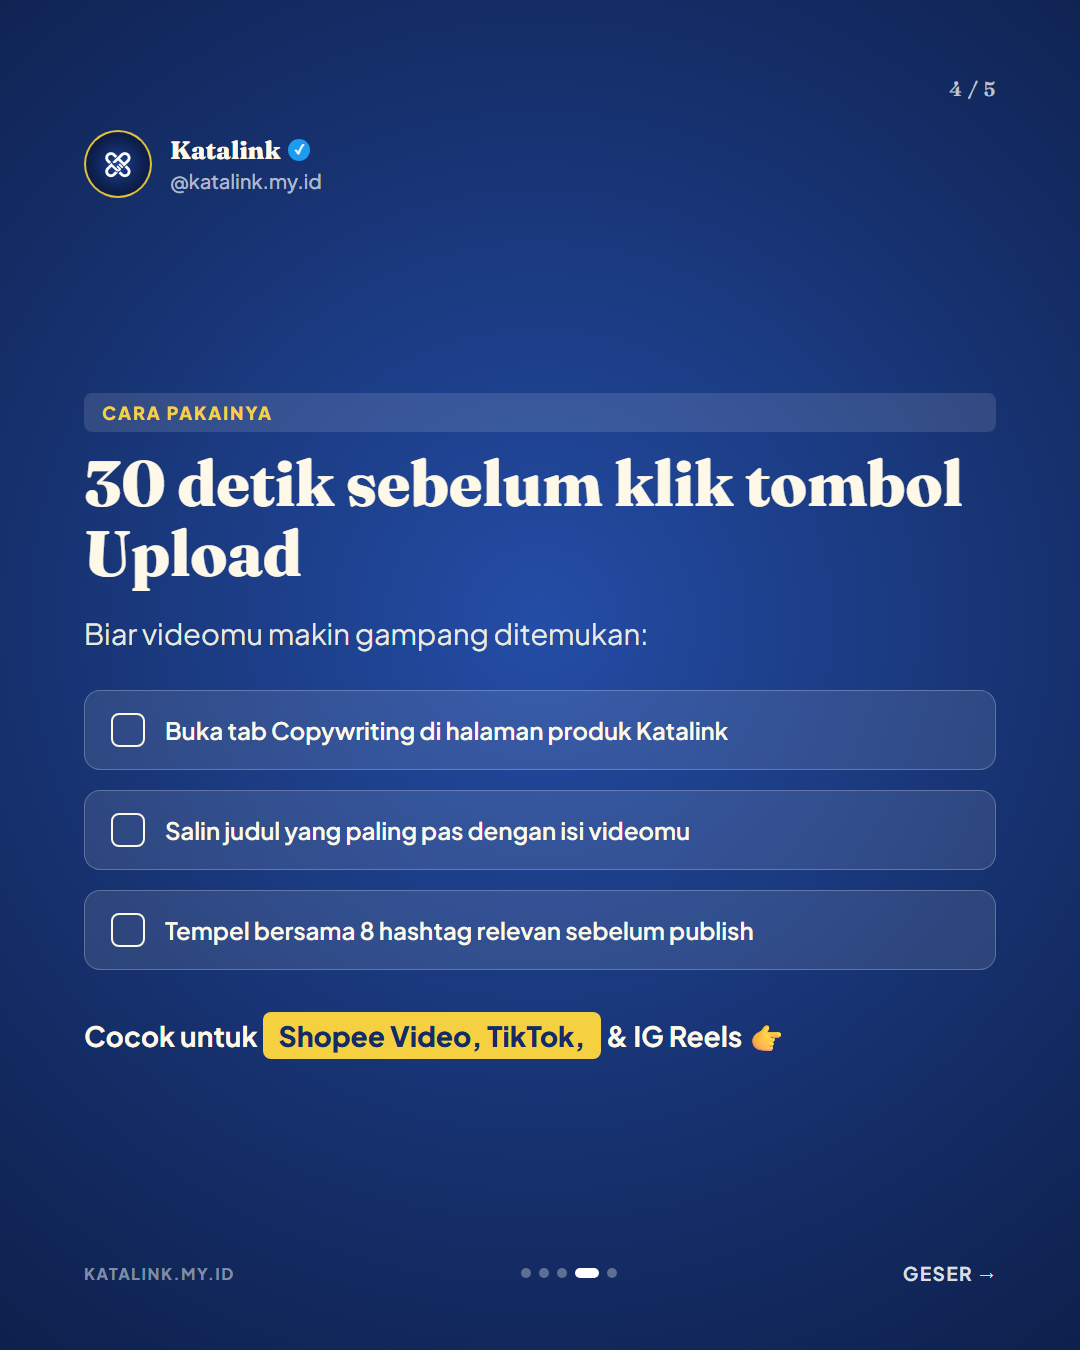 4 / 5
Katalink
@katalink.my.id
CARA PAKAINYA
30 detik sebelum klik tombol
Upload
Biar videomu makin gampang ditemukan:
Buka tab Copywriting di halaman produk Katalink
Salin judul yang paling pas dengan isi videomu
Tempel bersama 8 hashtag relevan sebelum publish
Cocok untuk Shopee Video, TikTok, & IG Reels 👉
KATALINK.MY.ID
GESER →